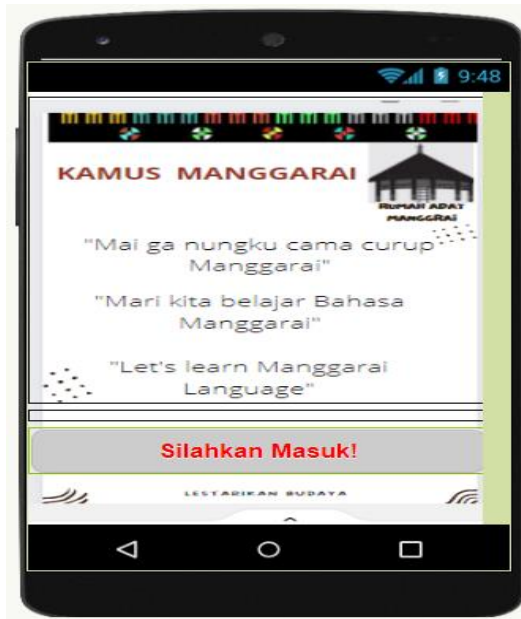 9:48
KAMUS MANGGARAI
RUMAH ADAT
MANGGRAI
"Mai ga nungku cama curup
Manggarai"
"Mari kita belajar Bahasa
Manggarai"
"Let's learn Manggarai
Language"
Silahkan Masuk!
LESTARIKAN BUDAYA